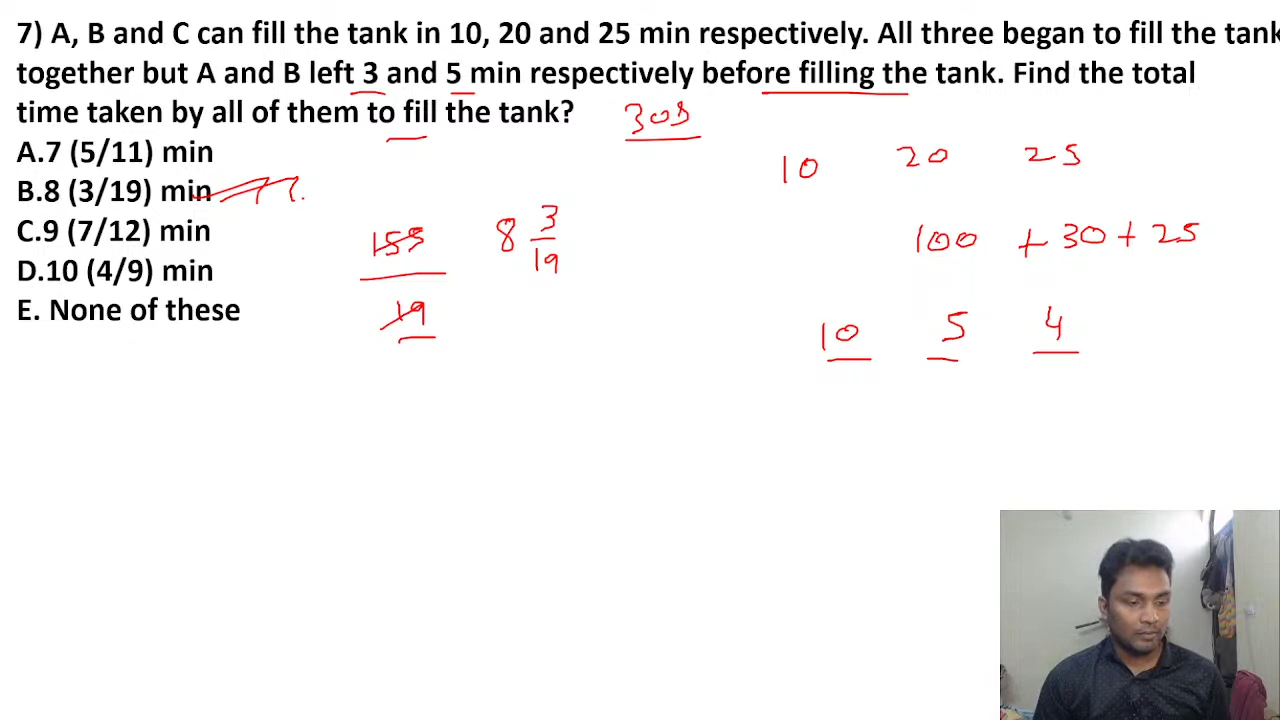 7) A, B and C can fill the tank in 10, 20 and 25 min respectively. All three began to fill the tank
together but A and B left 3 and 5 min respectively before filling the tank. Find the total
time taken by all of them to fill the tank?
30s
A.7 (5/11) min
10 20 25
B.8 (3/19) min
C.9 (7/12) min
155/19 8 3/19
100 + 30 + 25
D.10 (4/9) min
E. None of these
10 5 4